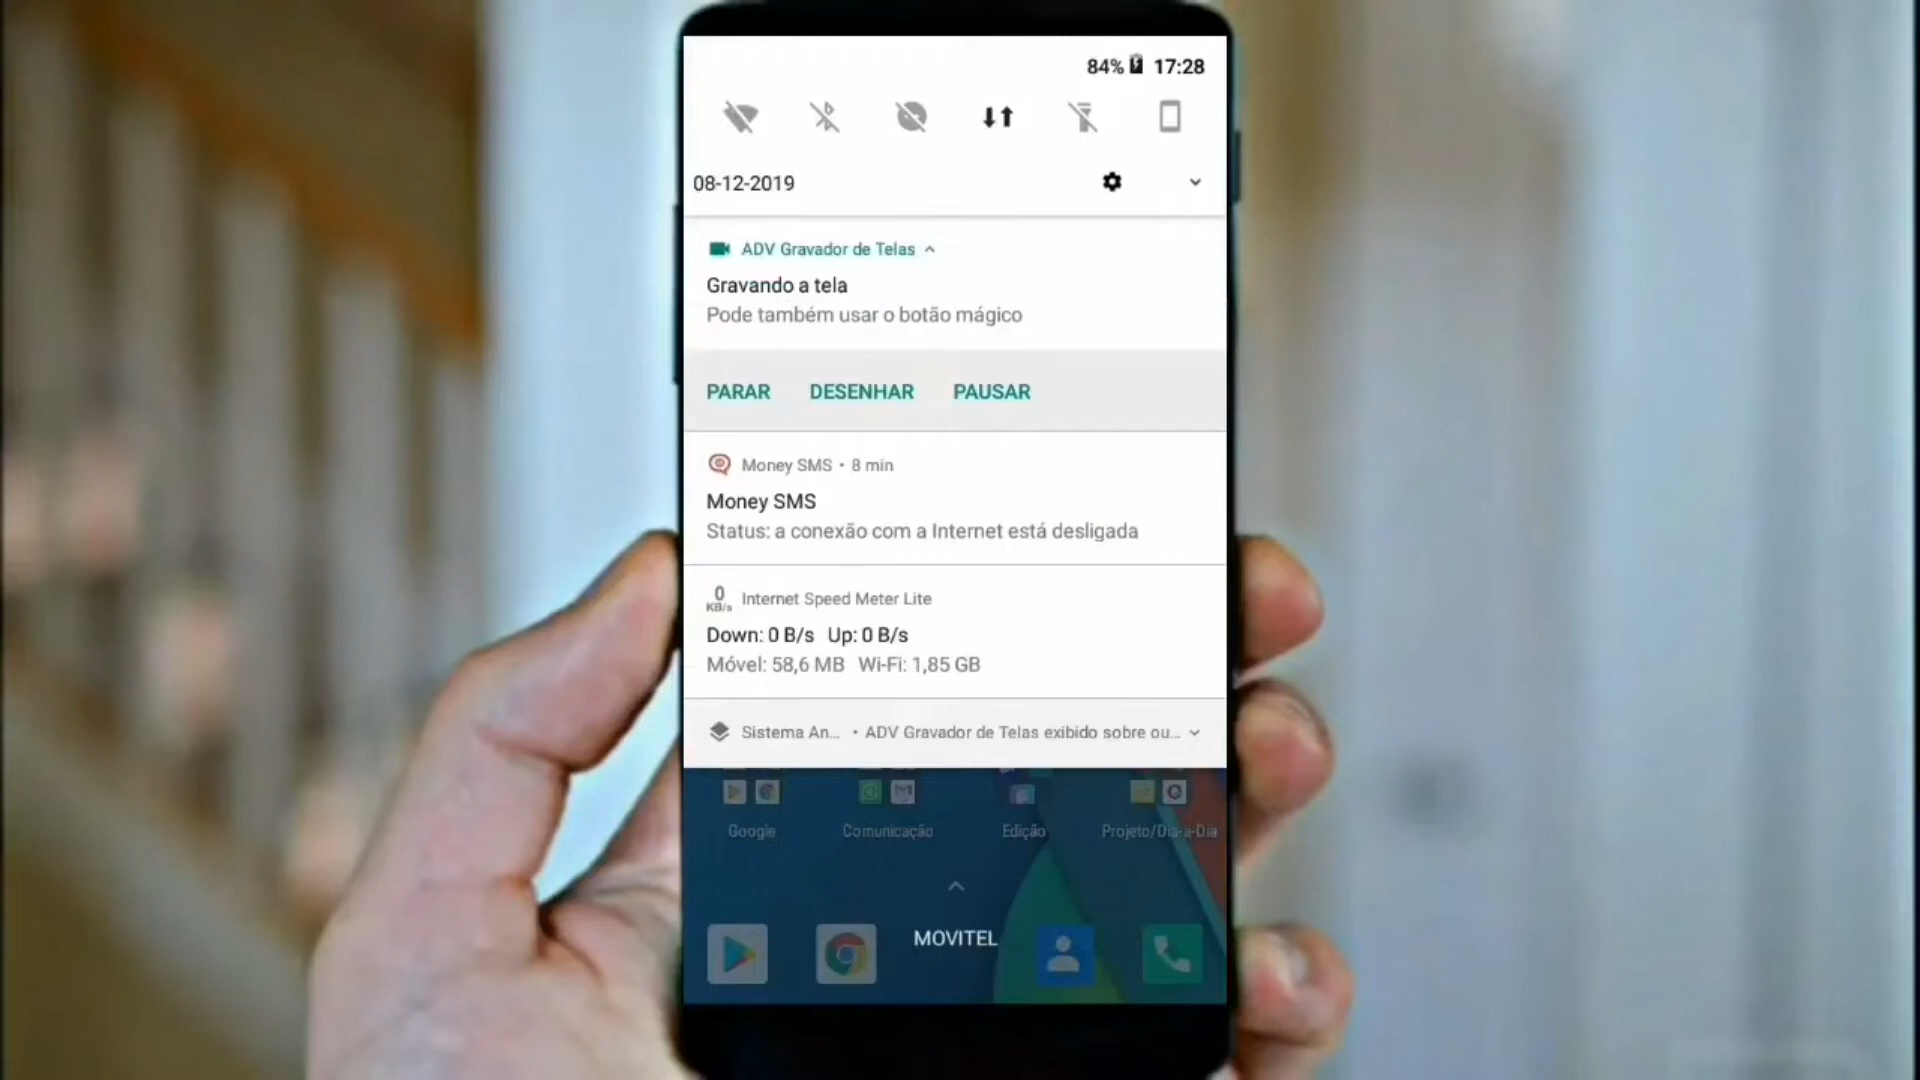 84% 17:28
08-12-2019
ADV Gravador de Telas
Gravando a tela
Pode também usar o botão mágico
PARAR DESENHAR PAUSAR
Money SMS • 8 min
Money SMS
Status: a conexão com a Internet está desligada
0 KB/s Internet Speed Meter Lite
Down: 0 B/s Up: 0 B/s
Móvel: 58,6 MB Wi-Fi: 1,85 GB
Sistema An... • ADV Gravador de Telas exibido sobre ou...
Google Comunicação Edição Projeto/Dia-a-Dia
MOVITEL